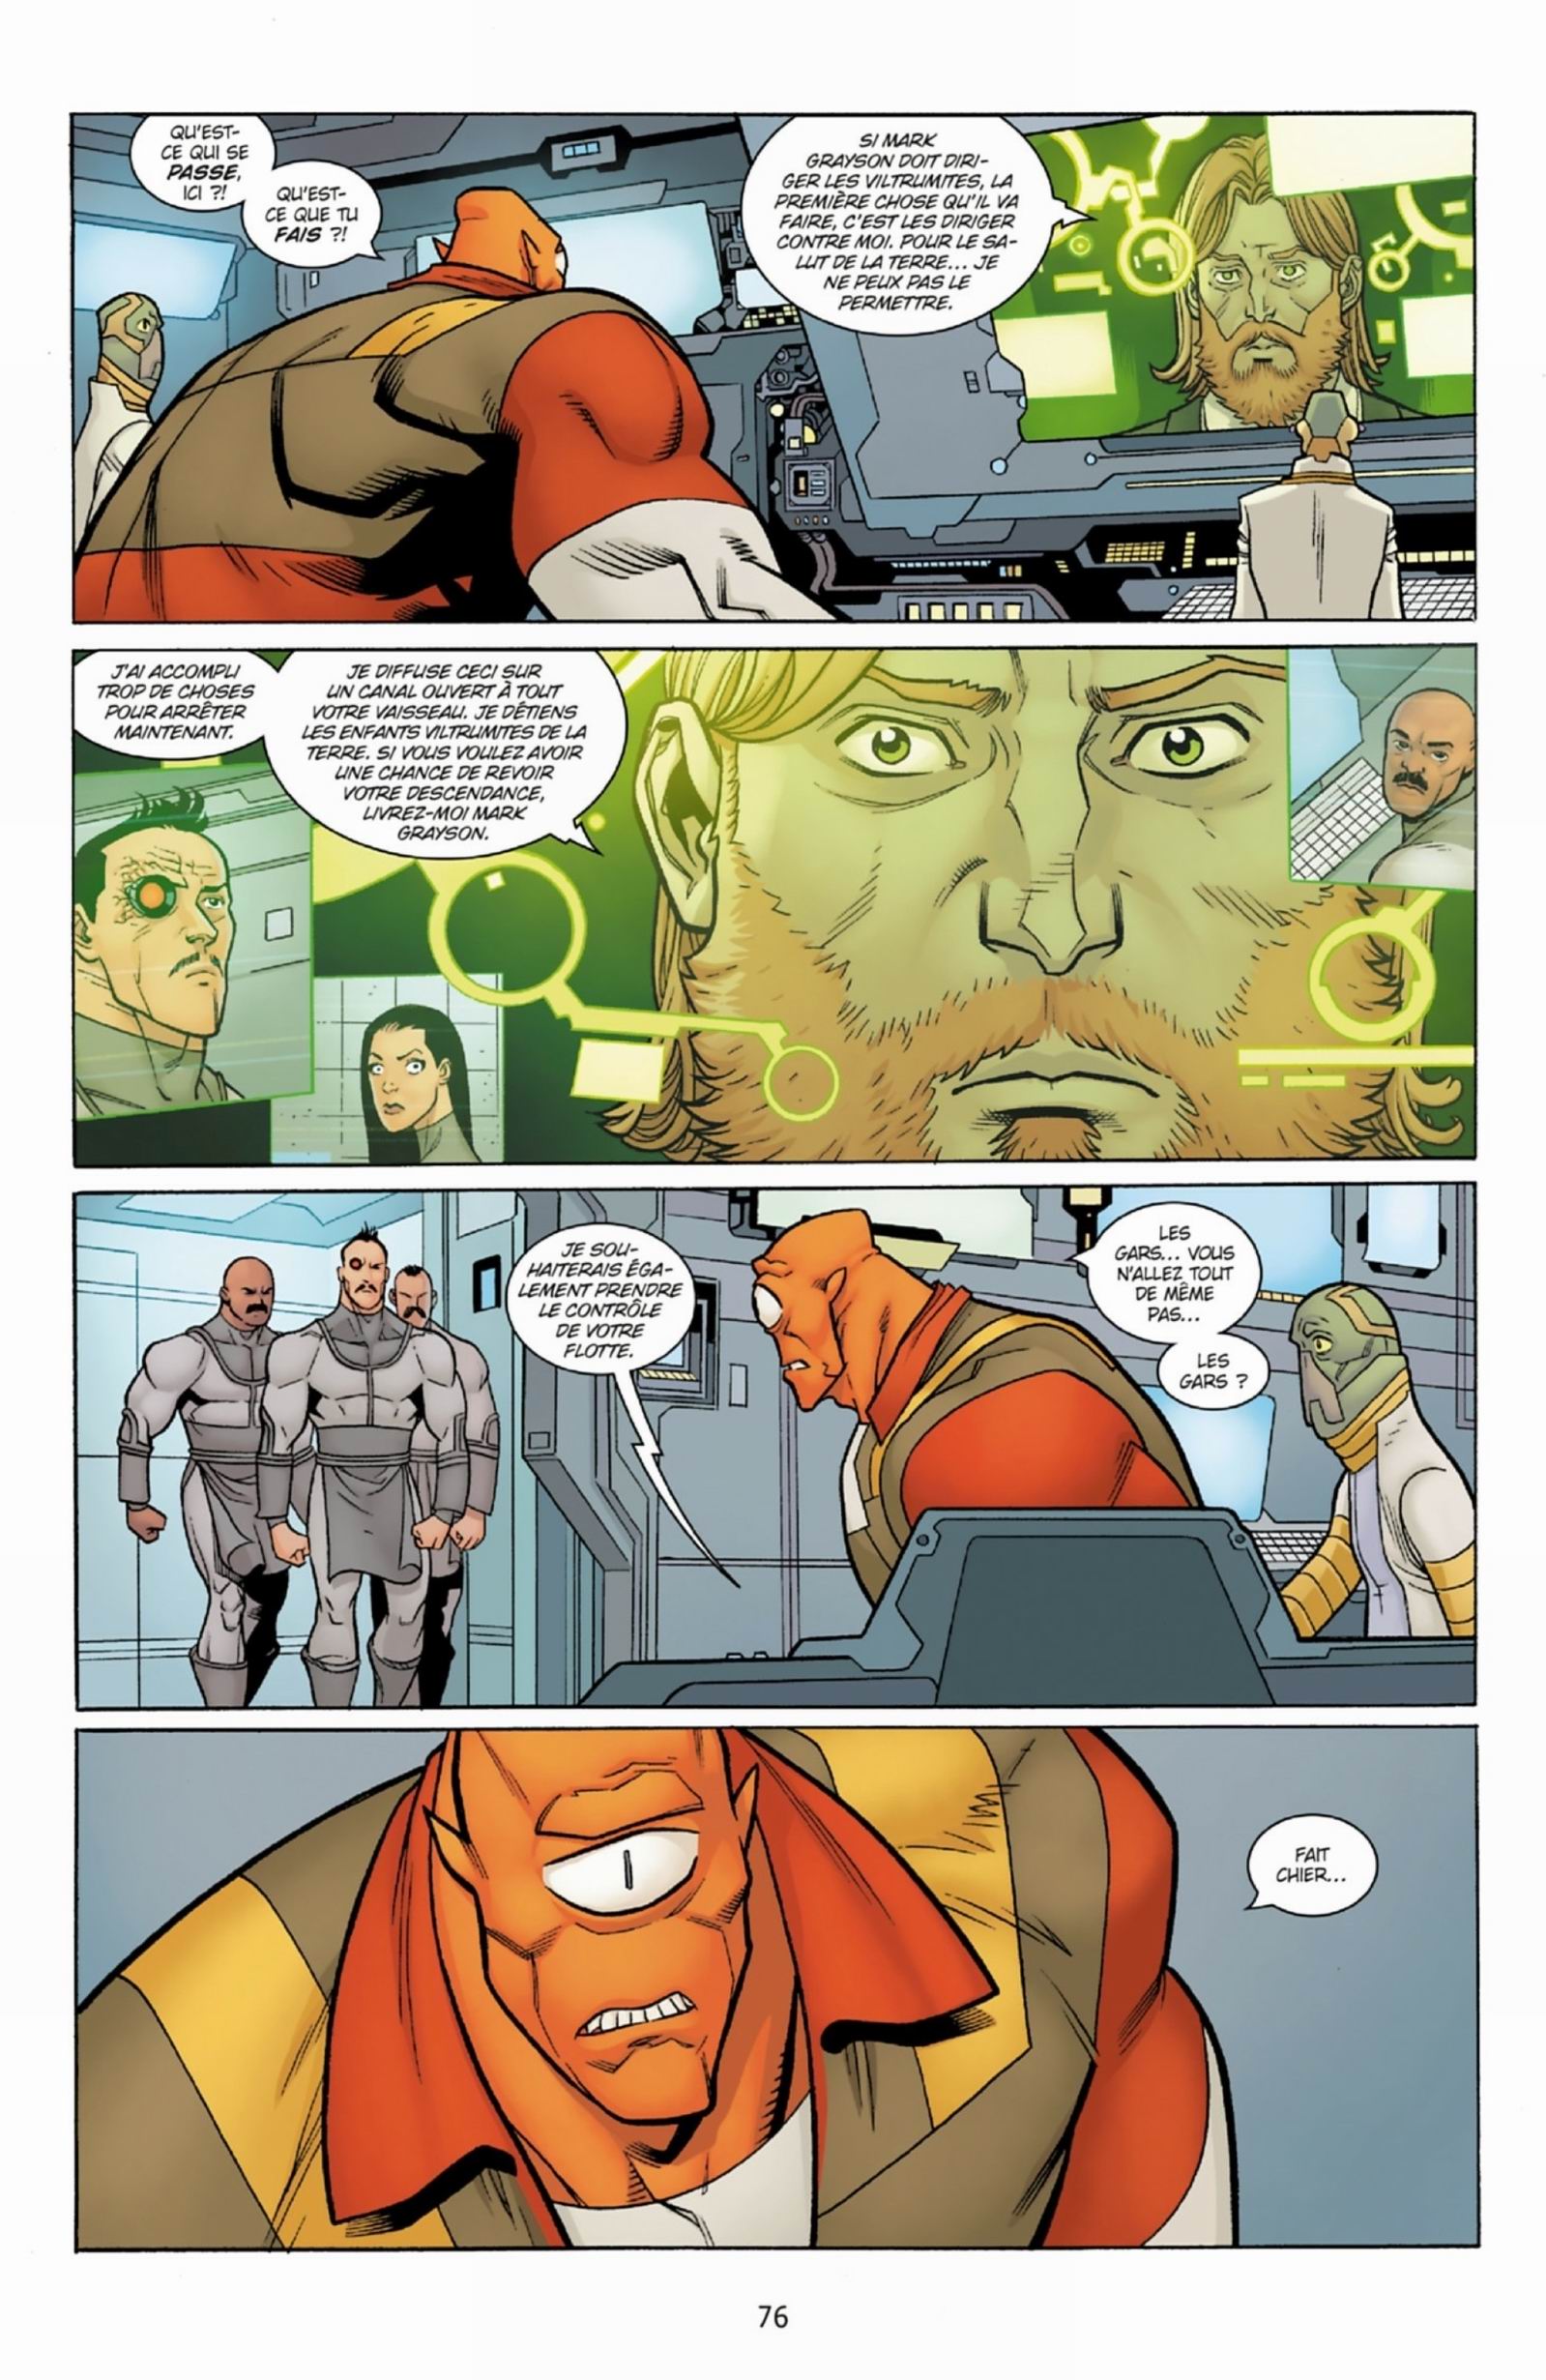 QU'EST-
CE QUI SE
PASSE,
ICI ?!
QU'EST-
CE QUE TU
FAIS ?!
SI MARK
GRAYSON DOIT DIRI-
GER LES VILTRUMITES, LA
PREMIÈRE CHOSE QU'IL VA
FAIRE, C'EST LES DIRIGER
CONTRE MOI. POUR LE SA-
LUT DE LA TERRE... JE
NE PEUX PAS LE
PERMETTRE.
J'AI ACCOMPLI
TROP DE CHOSES
POUR ARRÊTER
MAINTENANT.
JE DIFFUSE CECI SUR
UN CANAL OUVERT À TOUT
VOTRE VAISSEAU. JE DÉTIENS
LES ENFANTS VILTRUMITES DE LA
TERRE. SI VOUS VOULEZ AVOIR
UNE CHANCE DE REVOIR
VOTRE DESCENDANCE,
LIVREZ-MOI MARK
GRAYSON.
JE SOU-
HAITERAIS ÉGA-
LEMENT PRENDRE
LE CONTRÔLE
DE VOTRE
FLOTTE.
LES
GARS... VOUS
N'ALLEZ TOUT
DE MÊME
PAS...
LES
GARS ?
FAIT
CHIER...
76